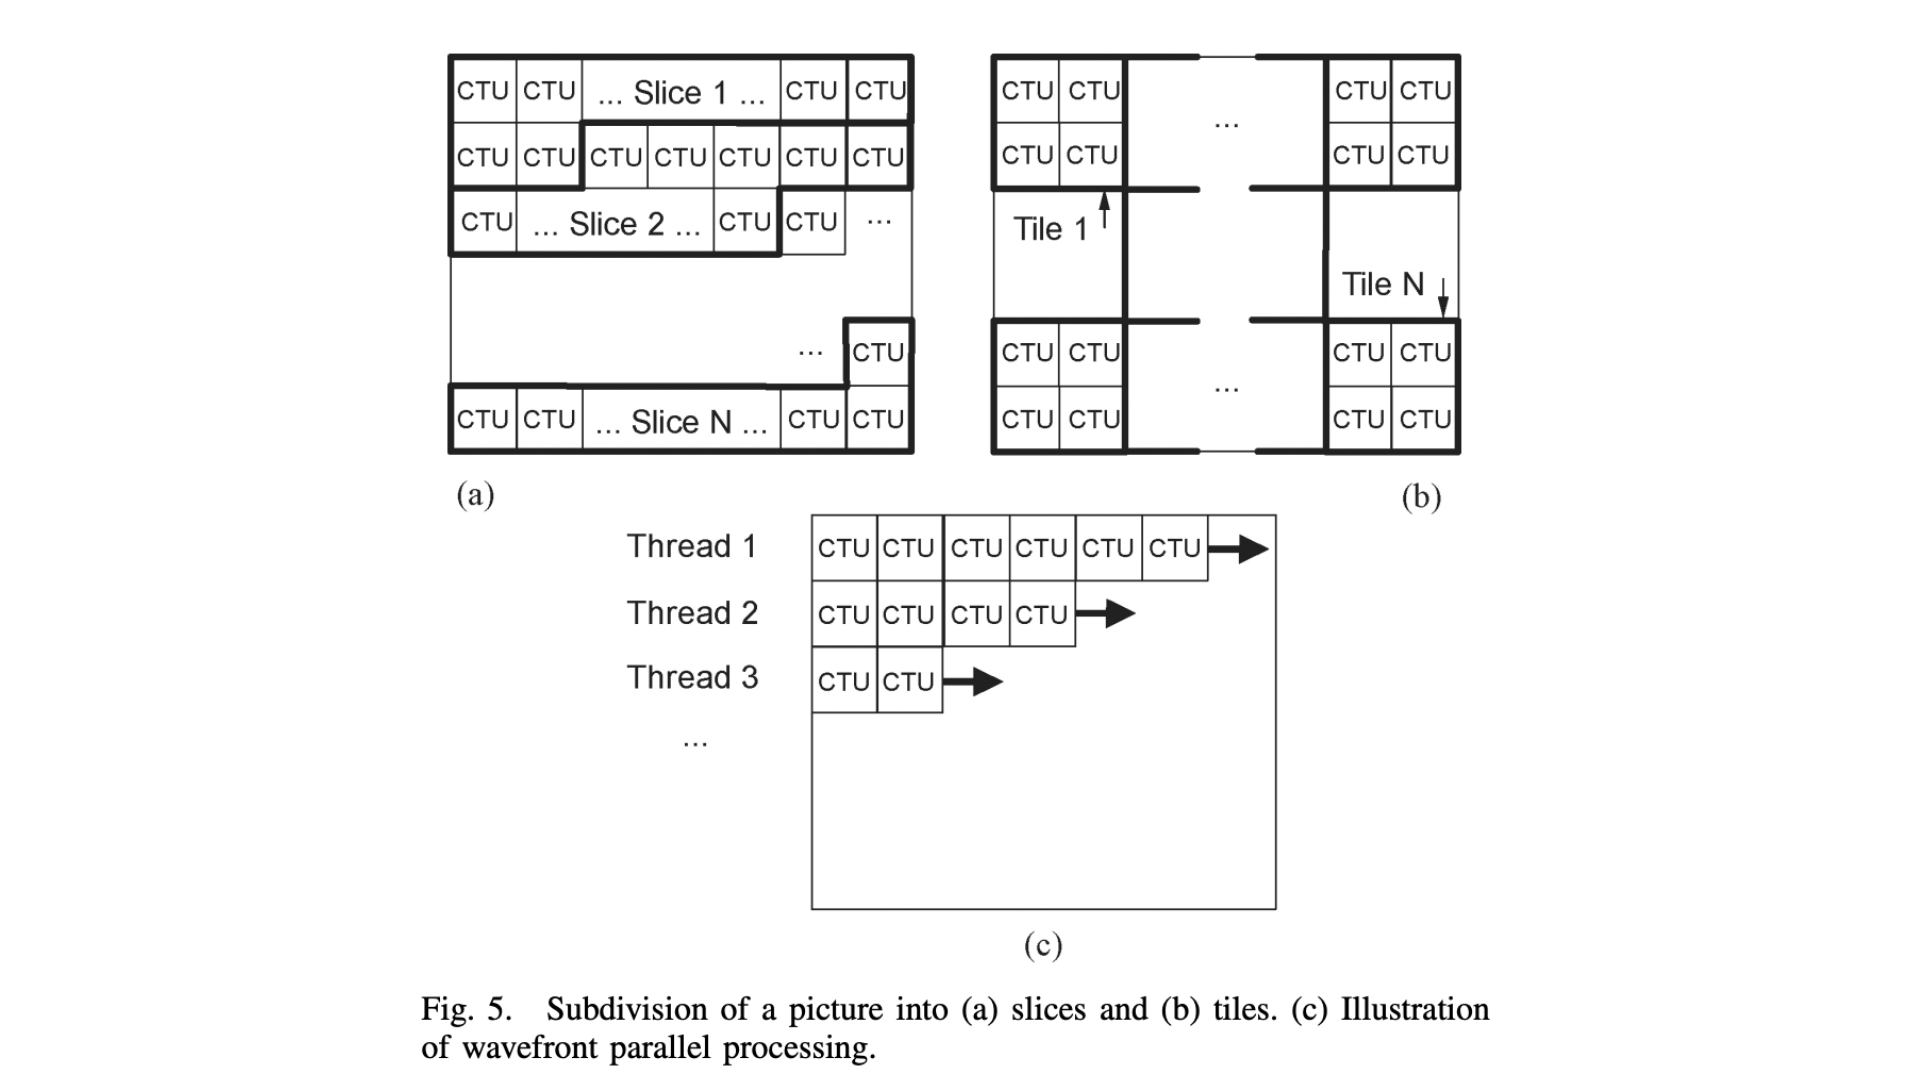 CTU CTU ... Slice 1 ... CTU CTU
CTU CTU CTU CTU CTU CTU CTU
CTU ... Slice 2 ... CTU CTU ...
... CTU
CTU CTU ... Slice N ... CTU CTU
(a)
CTU CTU ... CTU CTU
CTU CTU CTU CTU
Tile 1
Tile N
CTU CTU ... CTU CTU
CTU CTU CTU CTU
(b)
Thread 1 CTU CTU CTU CTU CTU CTU
Thread 2 CTU CTU CTU CTU
Thread 3 CTU CTU
...
(c)
Fig. 5. Subdivision of a picture into (a) slices and (b) tiles. (c) Illustration
of wavefront parallel processing.